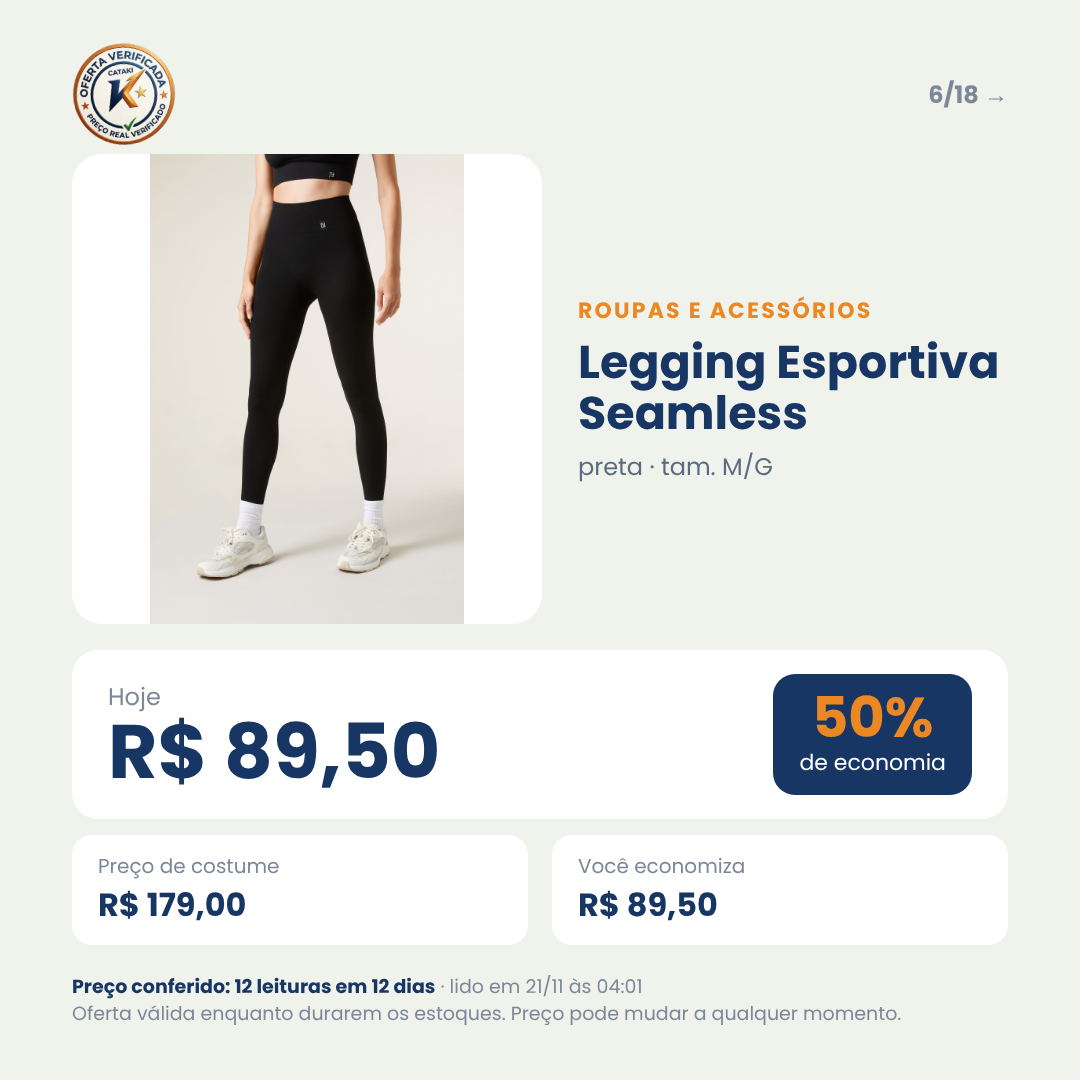 OFERTA VERIFICADA
CATAKI
K
PREÇO REAL VERIFICADO
6/18 →
ROUPAS E ACESSÓRIOS
Legging Esportiva
Seamless
preta · tam. M/G
Hoje
R$ 89,50
50%
de economia
Preço de costume
R$ 179,00
Você economiza
R$ 89,50
Preço conferido: 12 leituras em 12 dias · lido em 21/11 às 04:01
Oferta válida enquanto durarem os estoques. Preço pode mudar a qualquer momento.